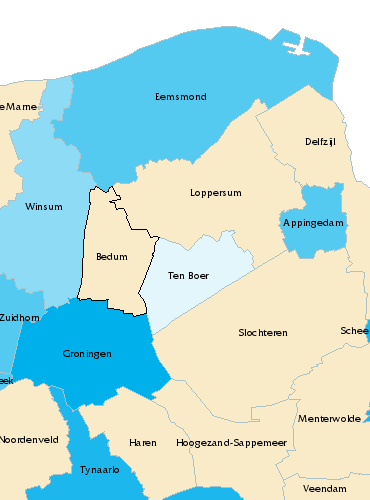 Eemsmond
eMarne
Delfzijl
Loppersum
Winsum
Appingedam
Bedum
Ten Boer
Zuidhorn
Slochteren
Schee
Groningen
eek
Menterwolde
Noordenveld
Haren
Hoogezand-Sappemeer
Tynaarlo
Veendam